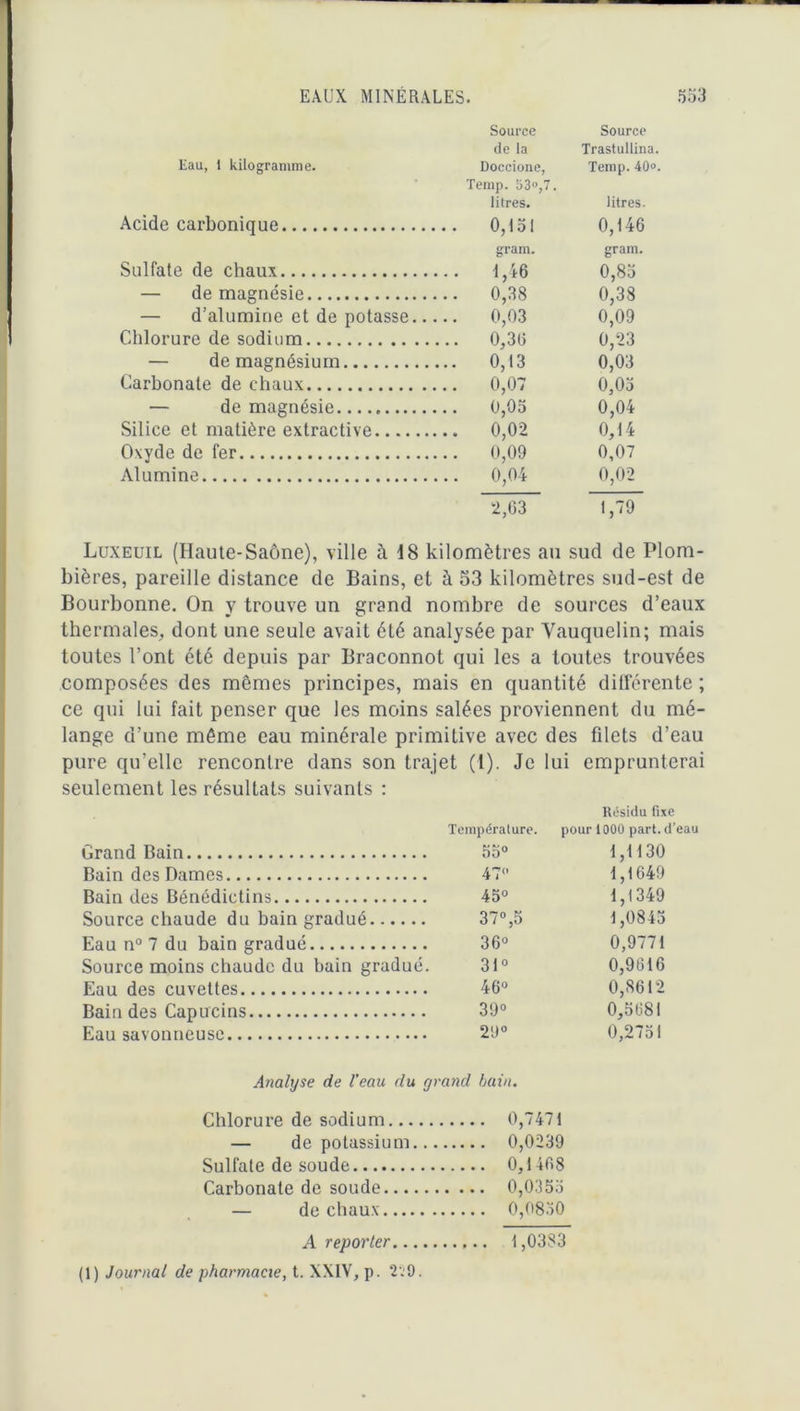 EAUX MINÉRALES. 553
Source Source
de la Trastullina.
Eau, 1 kilogramme. Doccione, Temp. 40°.
Temp. 53°,7.
litres. litres.
Acide carbonique.................... 0,151 0,146
gram. gram.
Sulfate de chaux.................... 1,46 0,85
— de magnésie.................. 0,38 0,38
— d'alumine et de potasse..... 0,03 0,09
Chlorure de sodium.................. 0,36 0,23
— de magnésium.............. 0,13 0,03
Carbonate de chaux.................. 0,07 0,05
— de magnésie.............. 0,05 0,04
Silice et matière extractive......... 0,02 0,14
Oxyde de fer........................ 0,09 0,07
Alumine............................. 0,04 0,02
2,63 1,79
LUXEUIL (Haute-Saône), ville à 18 kilomètres au sud de Plom-
bières, pareille distance de Bains, et à 53 kilomètres sud-est de
Bourbonne. On y trouve un grand nombre de sources d'eaux
thermales, dont une seule avait été analysée par Vauquelin; mais
toutes l'ont été depuis par Braconnot qui les a toutes trouvées
composées des mêmes principes, mais en quantité différente ;
ce qui lui fait penser que les moins salées proviennent du mé-
lange d'une même eau minérale primitive avec des filets d'eau
pure qu'elle rencontre dans son trajet (1). Je lui emprunterai
seulement les résultats suivants :
Résidu fixe
Température. pour 1000 part. d'eau
Grand Bain........................ 55° 1,1130
Bain des Dames.................... 47° 1,1649
Bain des Bénédictins.............. 45° 1,1349
Source chaude du bain gradué...... 37°,5 1,0845
Eau n° 7 du bain gradué........... 36° 0,9771
Source moins chaude du bain gradué. 31° 0,9616
Eau des cuvettes.................. 46° 0,8612
Bain des Capucins................. 39° 0,5681
Eau savonneuse.................... 29° 0,2751
Analyse de l'eau du grand bain.
Chlorure de sodium........... 0,7471
— de potassium........ 0,0239
Sulfate de soude............. 0,1468
Carbonate de soude........... 0,0355
— de chaux............ 0,0850
A reporter........... 1,0383
(1) Journal de pharmacie, t. XXIV, p. 229.